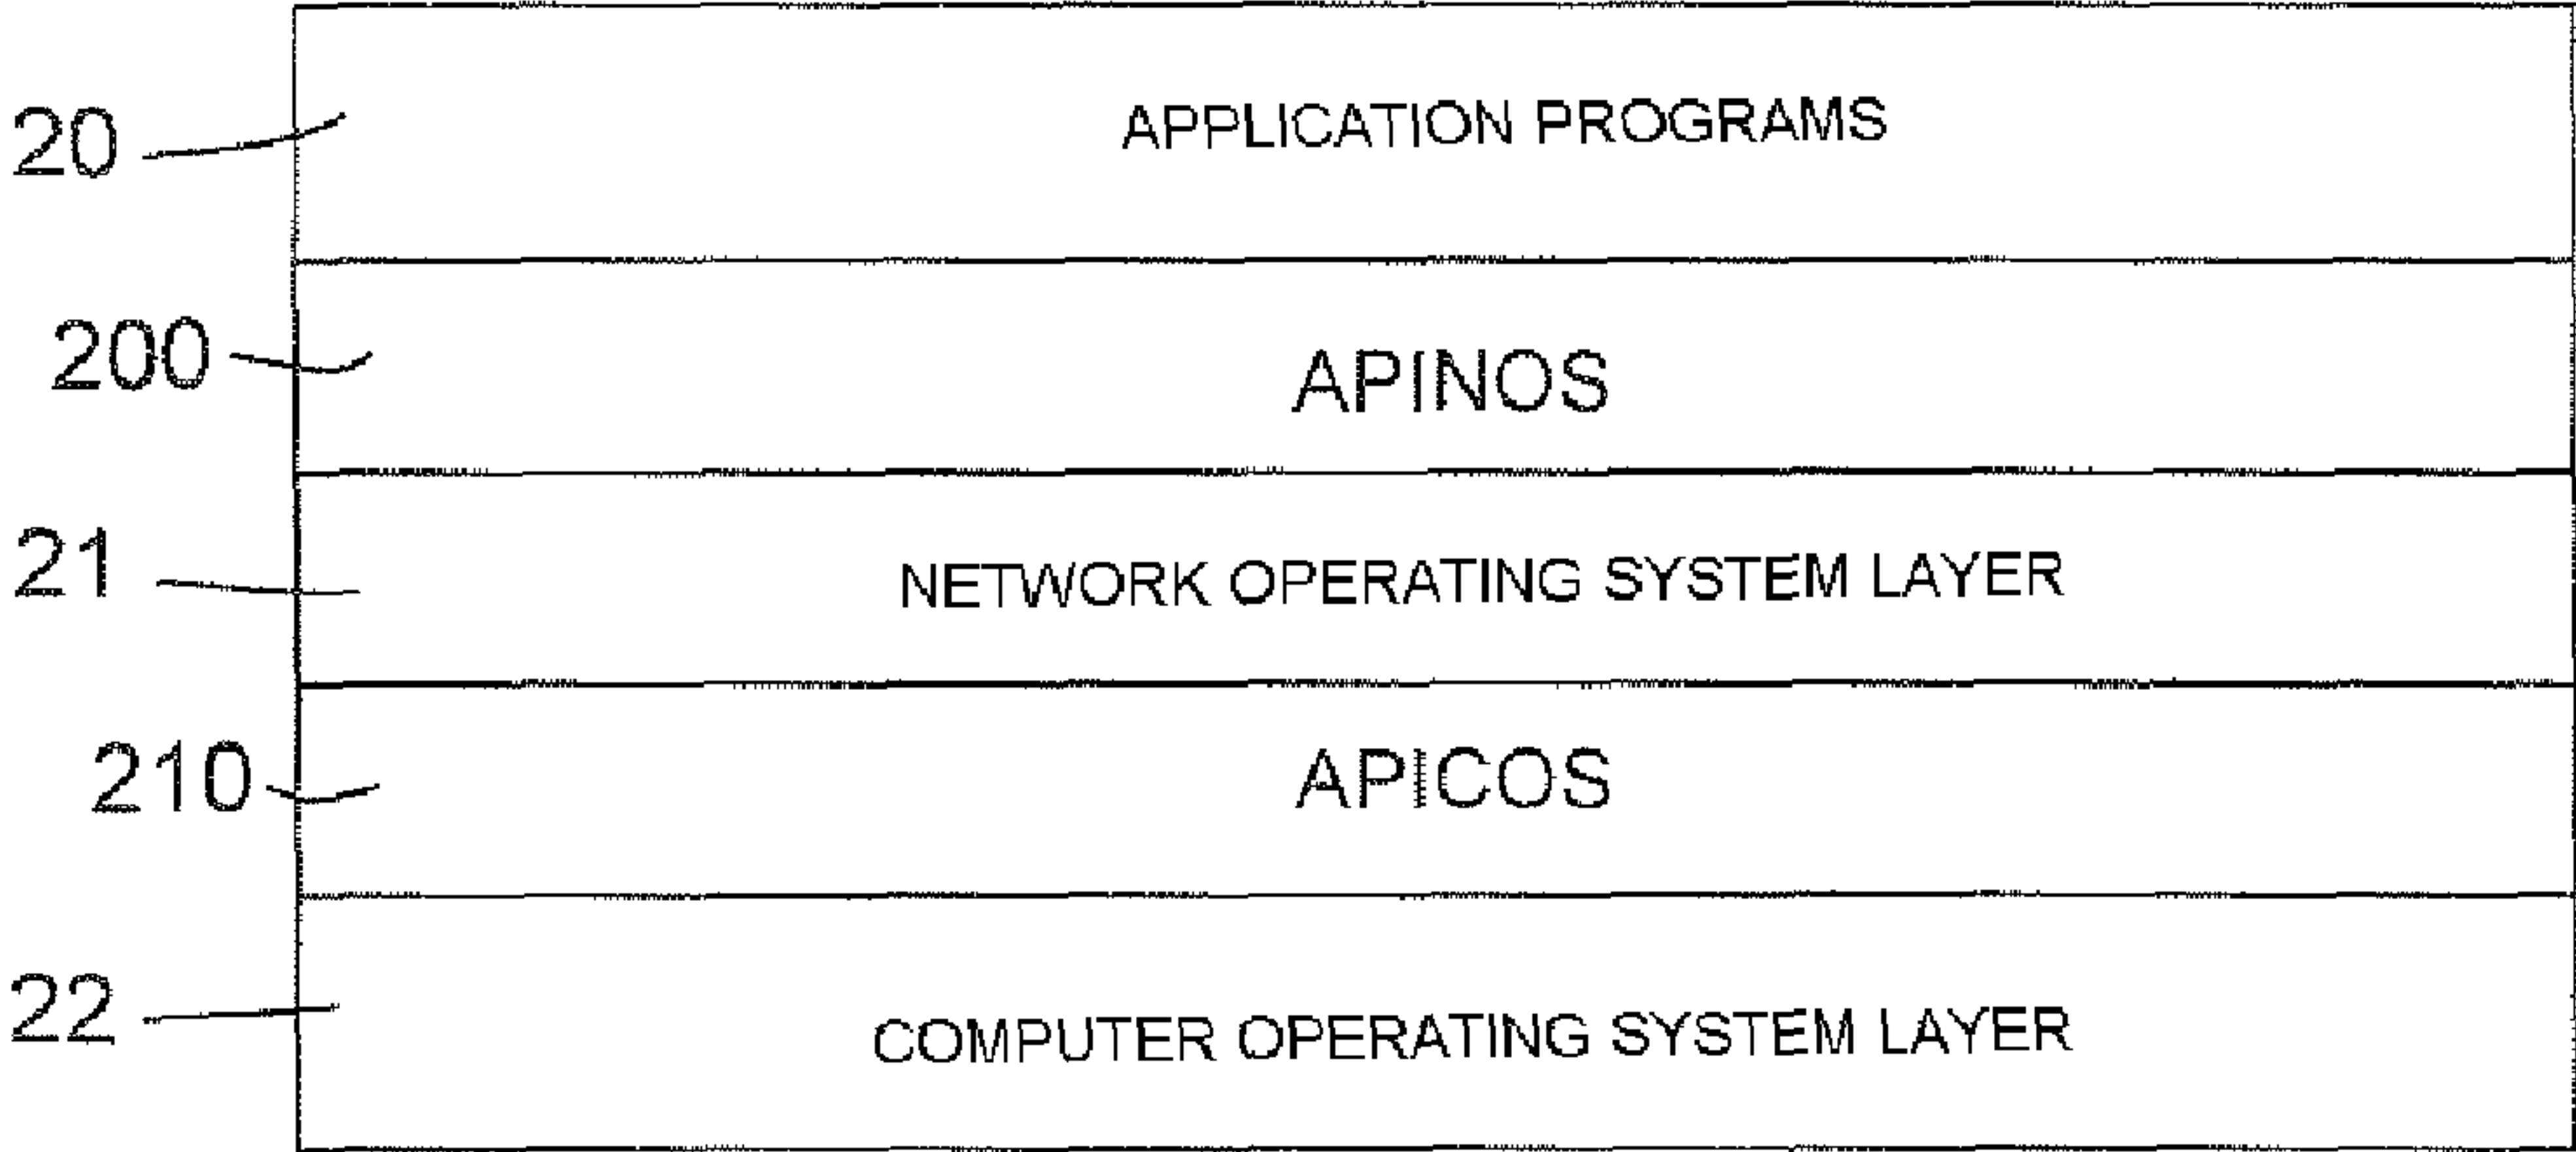 20 APPLICATION PROGRAMS
200 APINOS
21 NETWORK OPERATING SYSTEM LAYER
210 APICOS
22 COMPUTER OPERATING SYSTEM LAYER